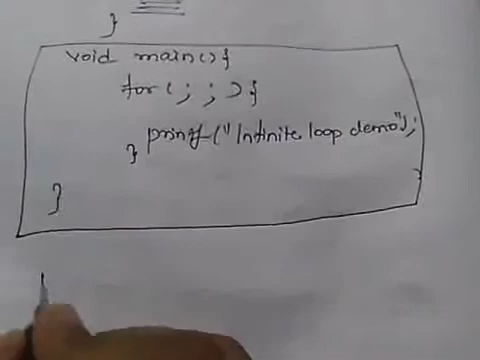 }
void main() {
for ( ; ; ) {
printf ("Infinite loop demo");
}
}